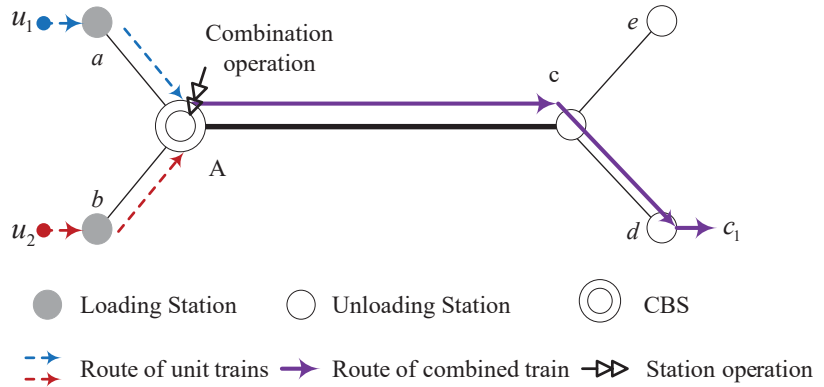 u1
a
Combination
operation
c
e
A
b
u2
d
c1
Loading Station
Unloading Station
CBS
Route of unit trains
Route of combined train
Station operation